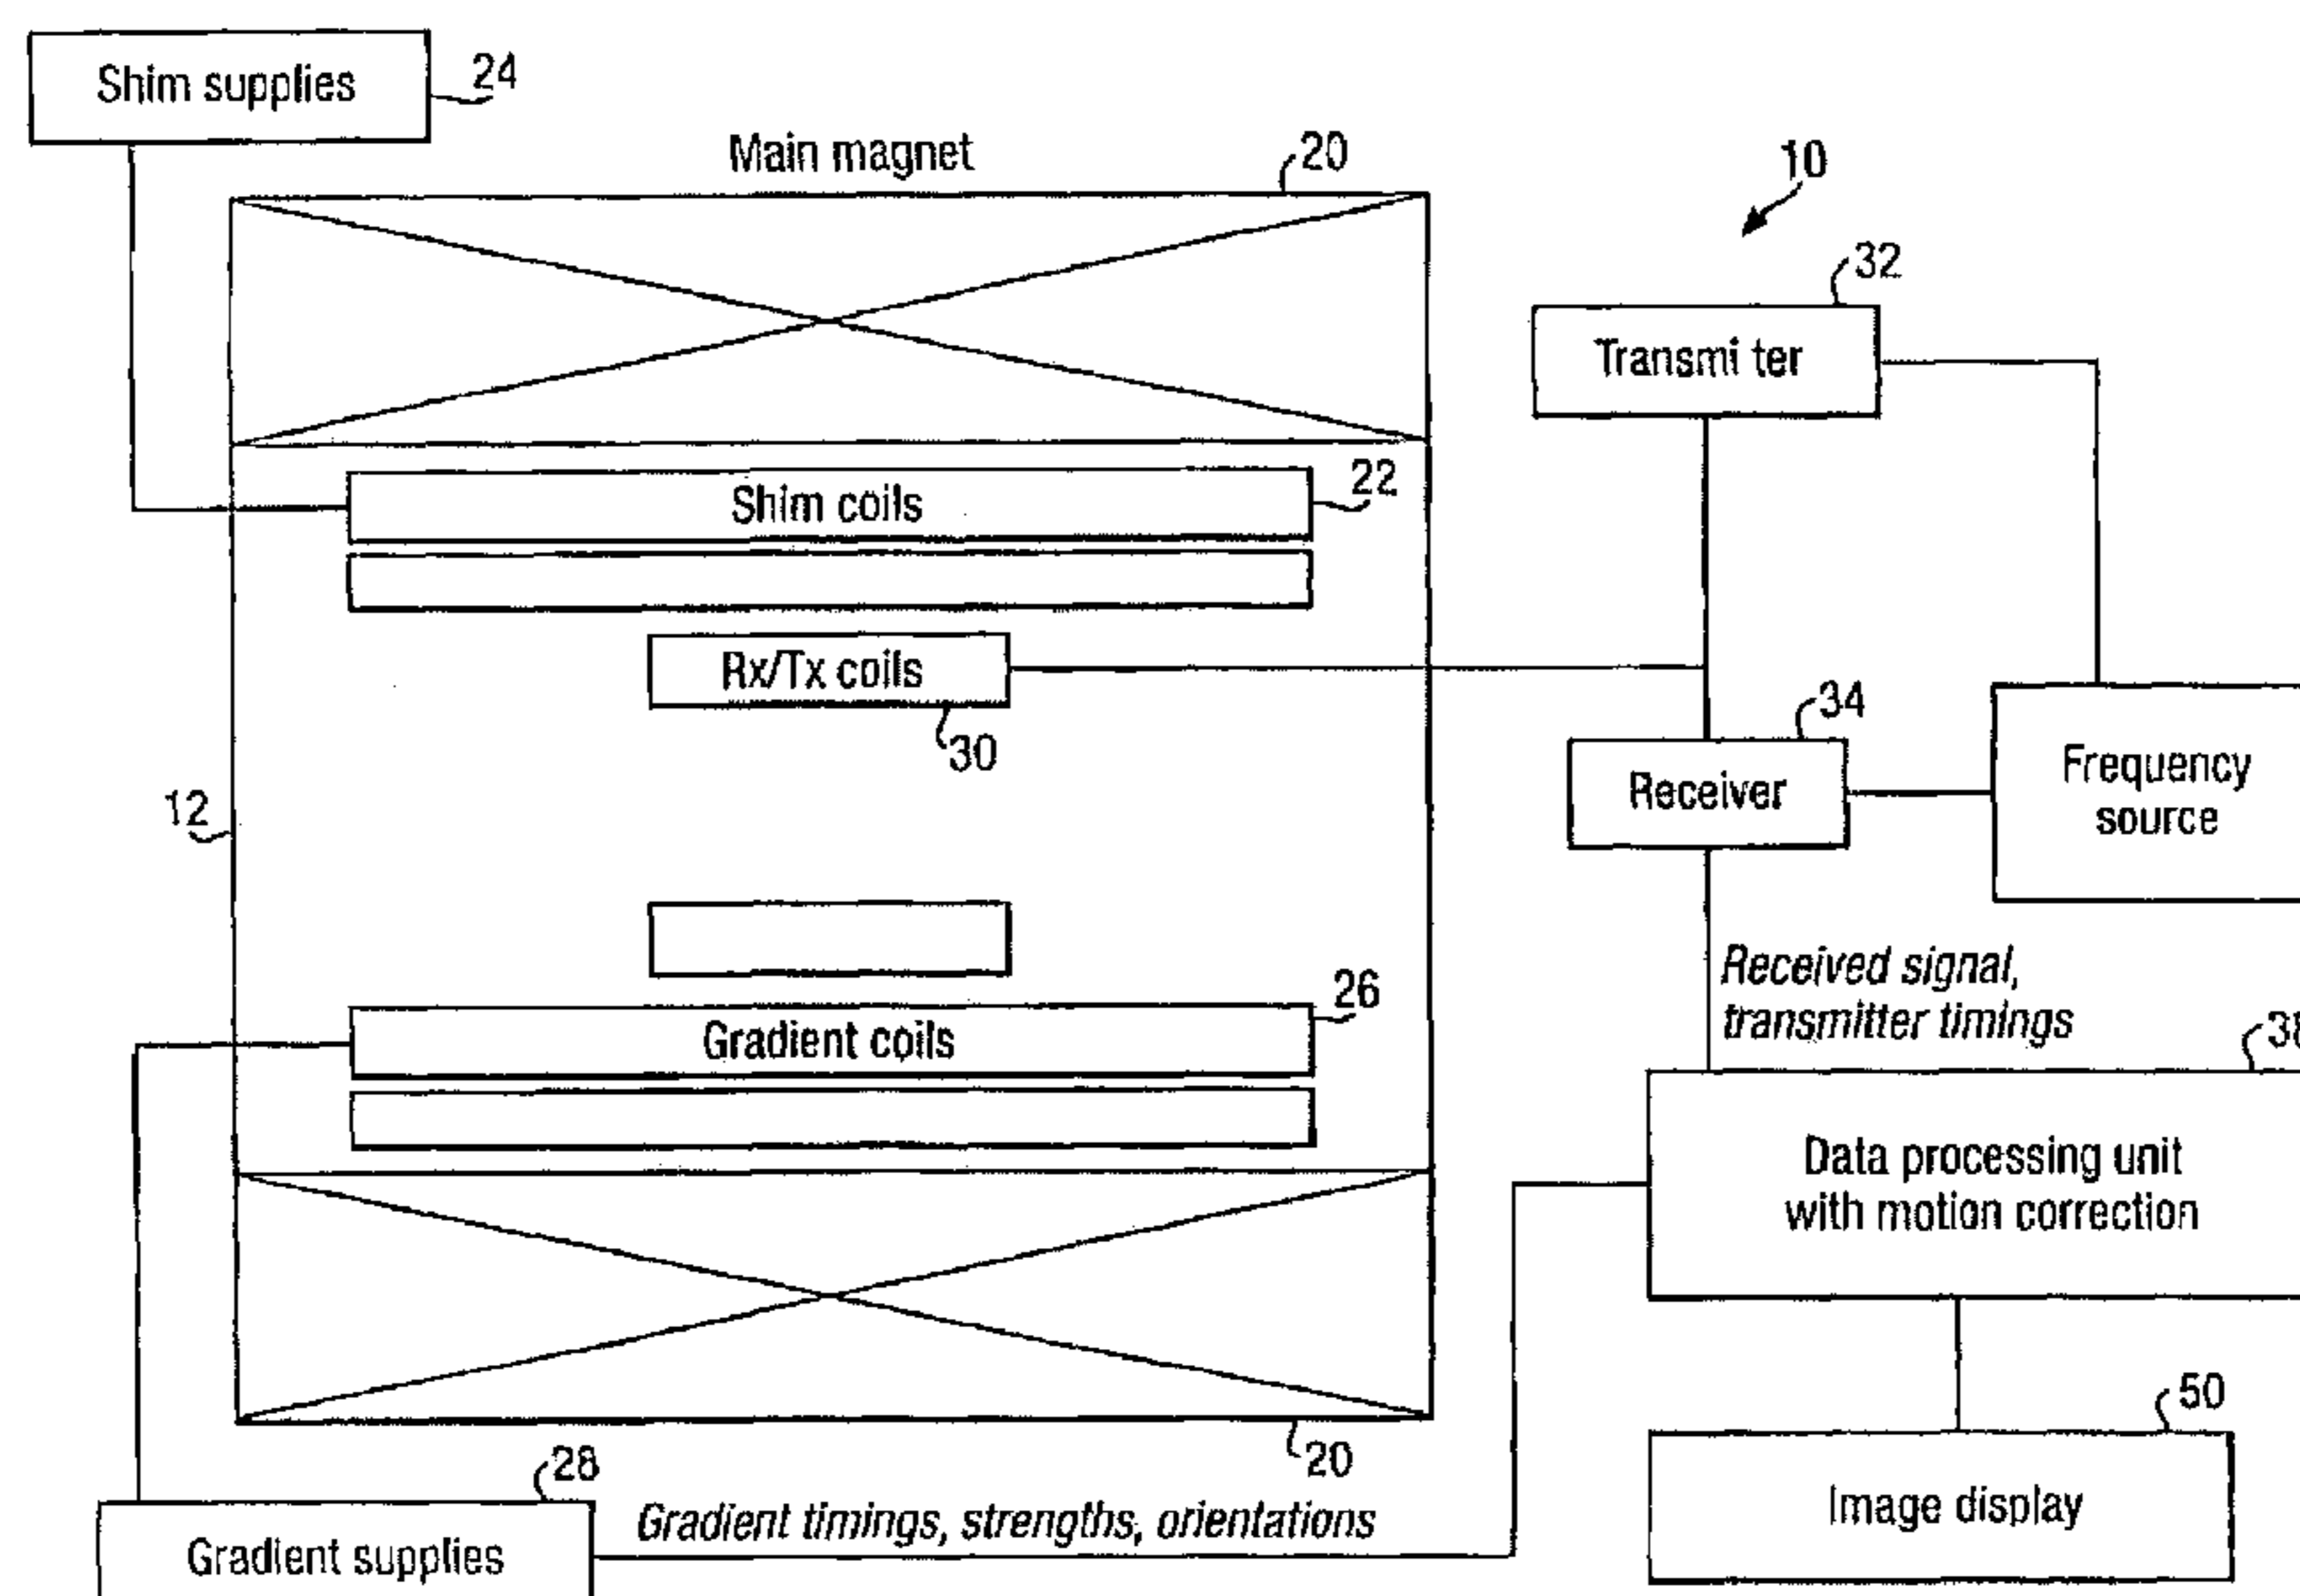 Shim supplies
24
Main magnet
20
10
32
Transmi ter
Shim coils
22
Rx/Tx coils
30
34
Receiver
Frequency
source
12
Received signal,
transmitter timings
26
Gradient coils
Data processing unit
with motion correction
20
50
Image display
28
Gradient supplies
Gradient timings, strengths, orientations